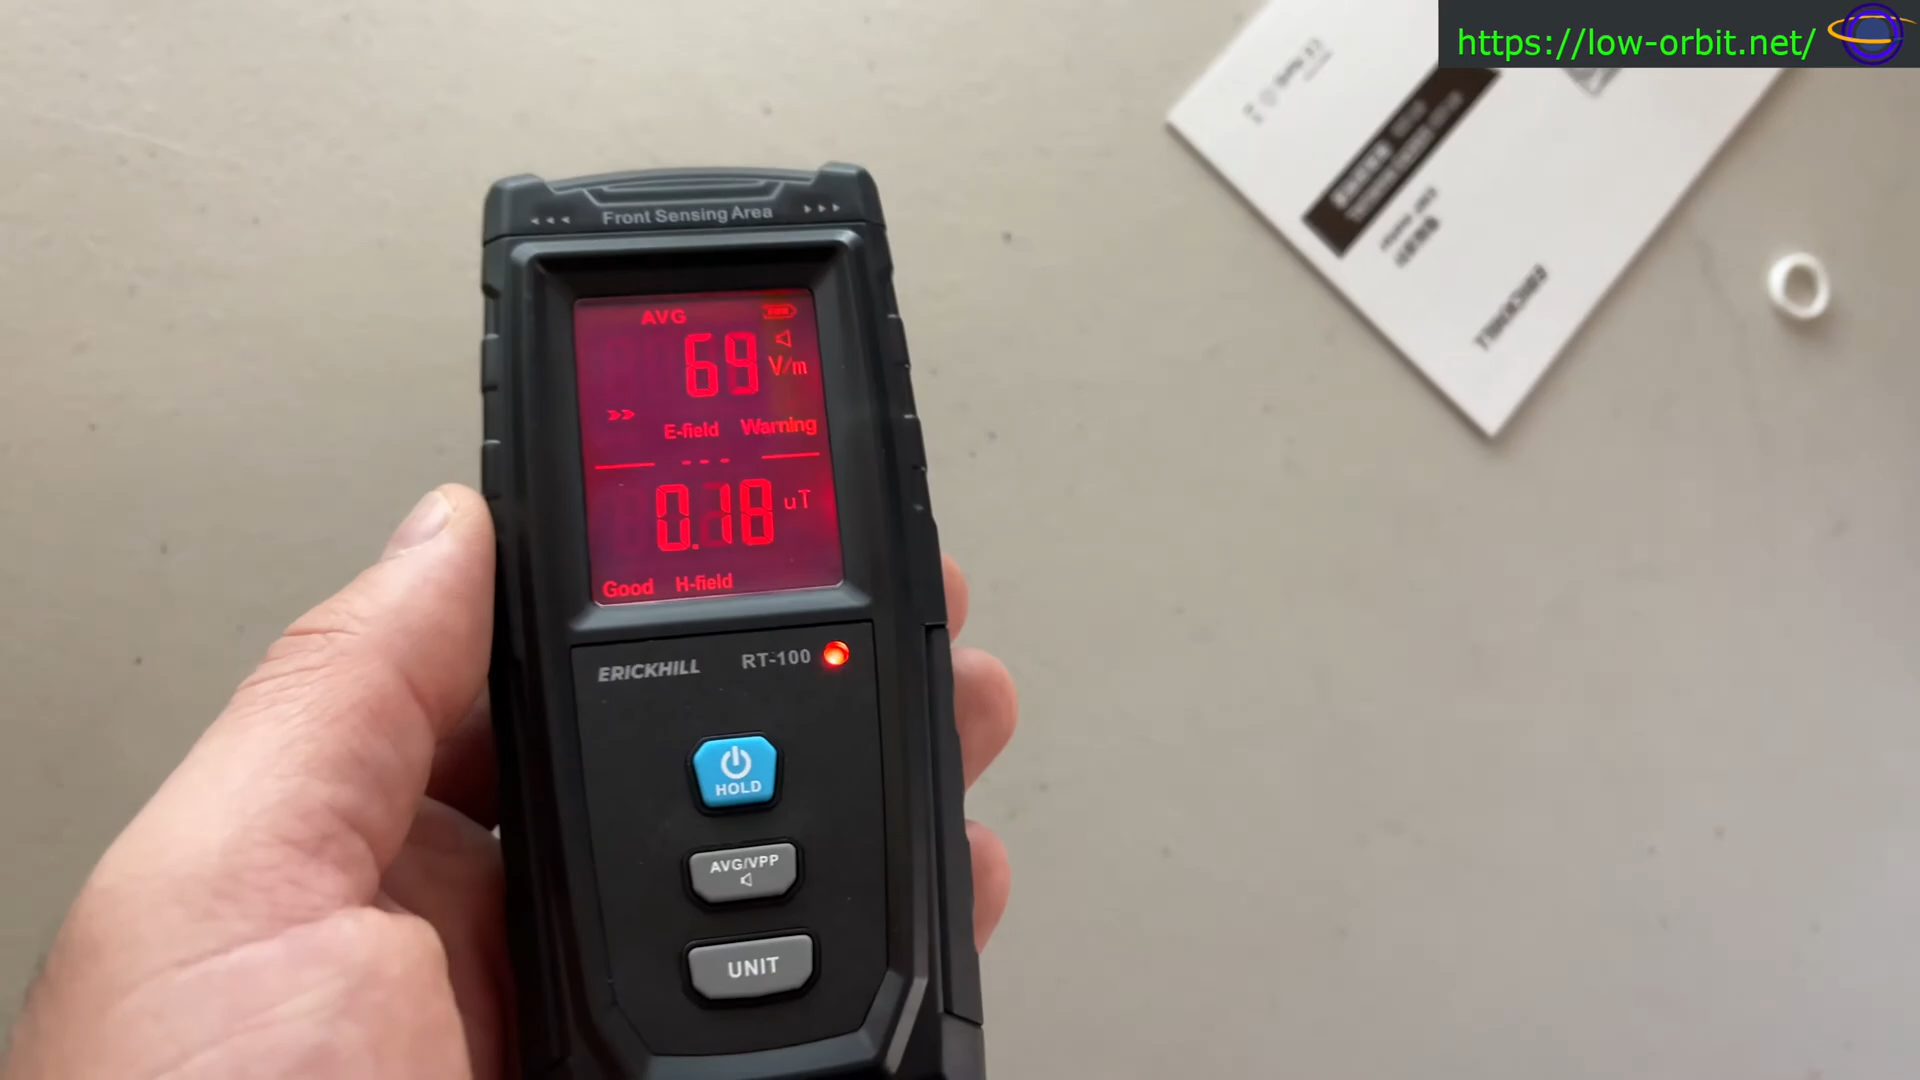 https://low-orbit.net/
Front Sensing Area
AVG
69 V/m
E-field Warning
0.18 uT
Good H-field
ERICKHILL RT-100
HOLD
AVG/VPP
UNIT
ERICKHILL